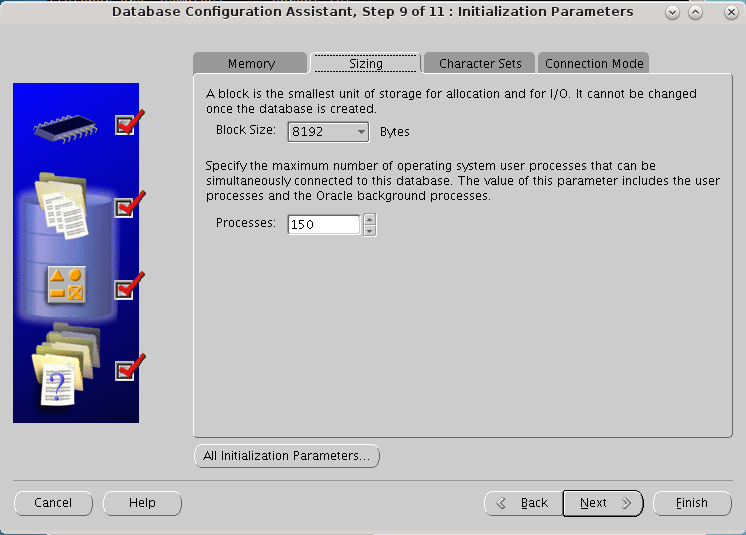 Database Configuration Assistant, Step 9 of 11 : Initialization Parameters
Memory
Sizing
Character Sets
Connection Mode
A block is the smallest unit of storage for allocation and for I/O. It cannot be changed
once the database is created.
Block Size: 8192 Bytes
Specify the maximum number of operating system user processes that can be
simultaneously connected to this database. The value of this parameter includes the user
processes and the Oracle background processes.
Processes: 150
?
All Initialization Parameters...
Cancel
Help
Back
Next
Finish